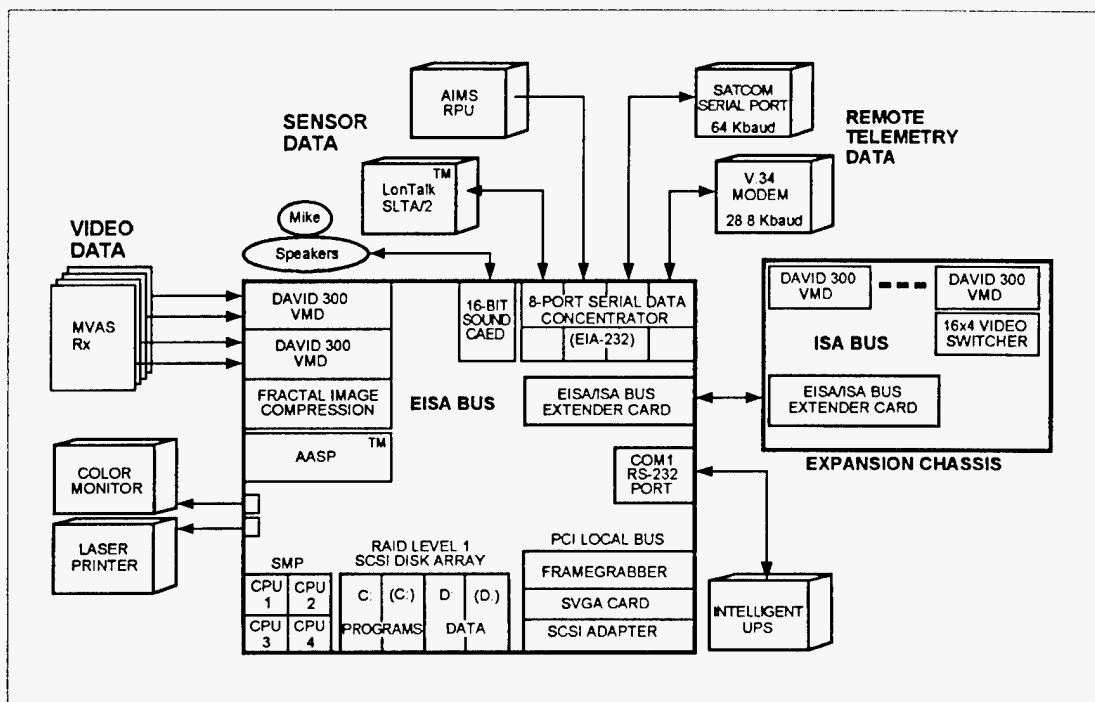 AIMS
RPU
SATCOM
SERIAL PORT
64 Kbaud
REMOTE
TELEMETRY
DATA
SENSOR
DATA
TM
LonTalk
SLTA/2
V.34
MODEM
28 8 Kbaud
Mike
Speakers
VIDEO
DATA
MVAS
Rx
DAVID 300
VMD
DAVID 300
VMD
FRACTAL IMAGE
COMPRESSION
TM
AASP
16-BIT
SOUND
CAED
8-PORT SERIAL DATA
CONCENTRATOR
(EIA-232)
EISA BUS
EISA/ISA BUS
EXTENDER CARD
DAVID 300
VMD
DAVID 300
VMD
16x4 VIDEO
SWITCHER
ISA BUS
EISA/ISA BUS
EXTENDER CARD
EXPANSION CHASSIS
COM1
RS-232
PORT
COLOR
MONITOR
LASER
PRINTER
SMP
CPU
1
CPU
2
CPU
3
CPU
4
RAID LEVEL 1
SCSI DISK ARRAY
C: (C:) D: (D:)
PROGRAMS DATA
PCI LOCAL BUS
FRAMEGRABBER
SVGA CARD
SCSI ADAPTER
INTELLIGENT
UPS